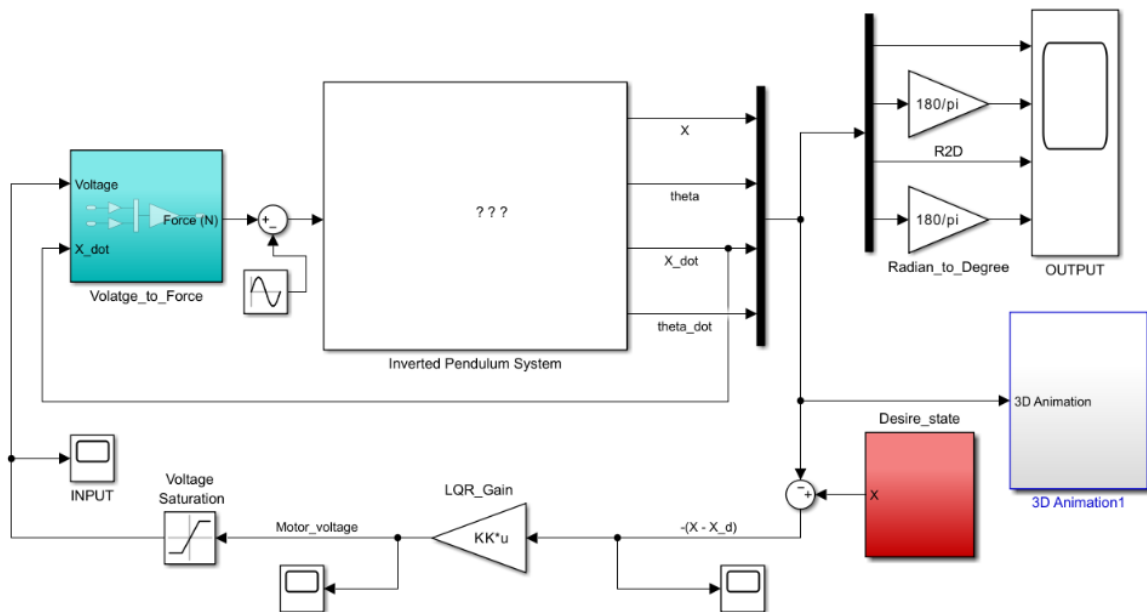 180/pi
R2D
180/pi
Radian_to_Degree
OUTPUT
Voltage
X_dot
Force (N)
Volatge_to_Force
+
-
? ? ?
X
theta
X_dot
theta_dot
Inverted Pendulum System
3D Animation
3D Animation1
Desire_state
X
-
+
-(X - X_d)
LQR_Gain
KK*u
Motor_voltage
Voltage
Saturation
INPUT